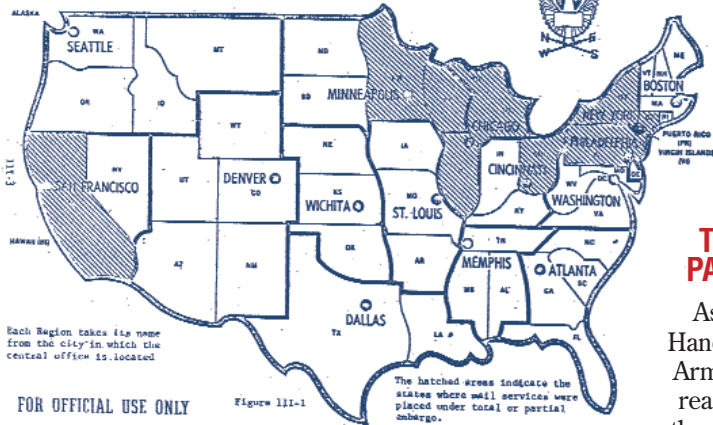 ALASKA
N E
W S
WA
SEATTLE
MT
ND
ME
VT
BOSTON
OR
ID
SD
MINNEAPOLIS
MA
NEW YORK
WY
CHICAGO
PHILADELPHIA
PUERTO RICO
(PR)
VIRGIN ISLANDS
(VI)
III-3
NV
NE
IA
IN
CINCINNATI
DC
SAN FRANCISCO
UT
DENVER
CO
KS
WICHITA
MO
ST. LOUIS
WV
WASHINGTON
KY
VA
HAWAII (HI)
AZ
NM
OK
AR
TN
NC
MEMPHIS
ATLANTA
SC
MS
AL
GA
DALLAS
TX
LA
FL
Each Region takes its name
from the city in which the
central office is located
The hatched areas indicate the
states where mail services were
placed under total or partial
embargo.
FOR OFFICIAL USE ONLY
Figure III-1
T
PA
As
Hand
Arm
rea